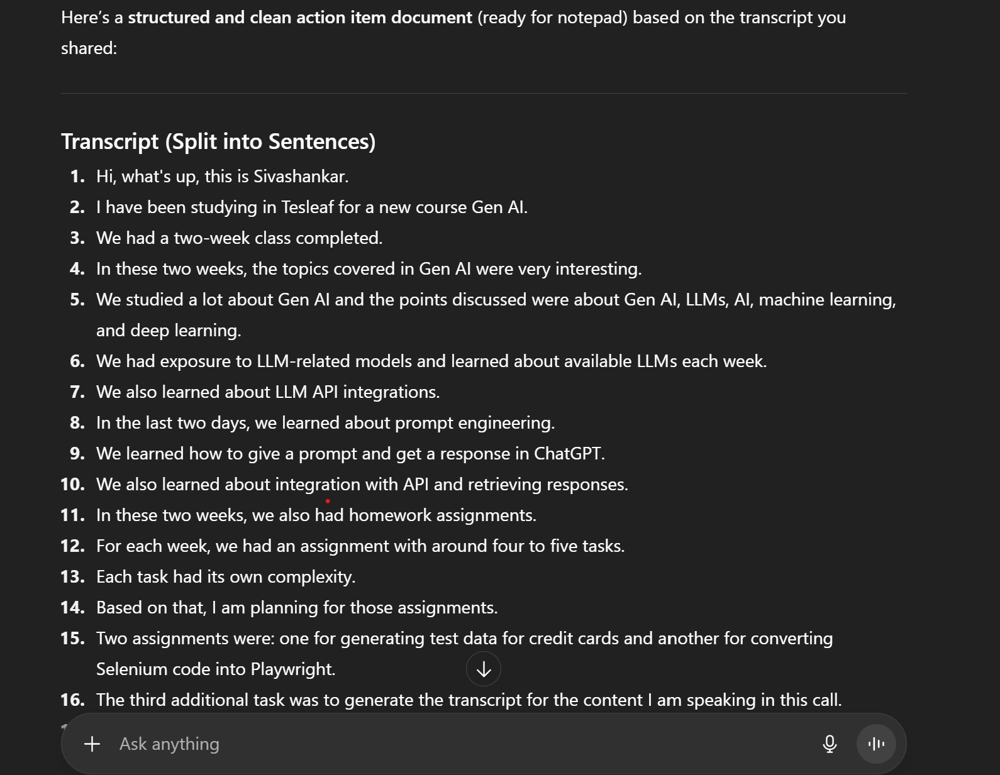 Here’s a structured and clean action item document (ready for notepad) based on the transcript you
shared:
Transcript (Split into Sentences)
1. Hi, what's up, this is Sivashankar.
2. I have been studying in Tesleaf for a new course Gen AI.
3. We had a two-week class completed.
4. In these two weeks, the topics covered in Gen AI were very interesting.
5. We studied a lot about Gen AI and the points discussed were about Gen AI, LLMs, AI, machine learning,
and deep learning.
6. We had exposure to LLM-related models and learned about available LLMs each week.
7. We also learned about LLM API integrations.
8. In the last two days, we learned about prompt engineering.
9. We learned how to give a prompt and get a response in ChatGPT.
10. We also learned about integration with API and retrieving responses.
11. In these two weeks, we also had homework assignments.
12. For each week, we had an assignment with around four to five tasks.
13. Each task had its own complexity.
14. Based on that, I am planning for those assignments.
15. Two assignments were: one for generating test data for credit cards and another for converting
Selenium code into Playwright.
16. The third additional task was to generate the transcript for the content I am speaking in this call.
Ask anything